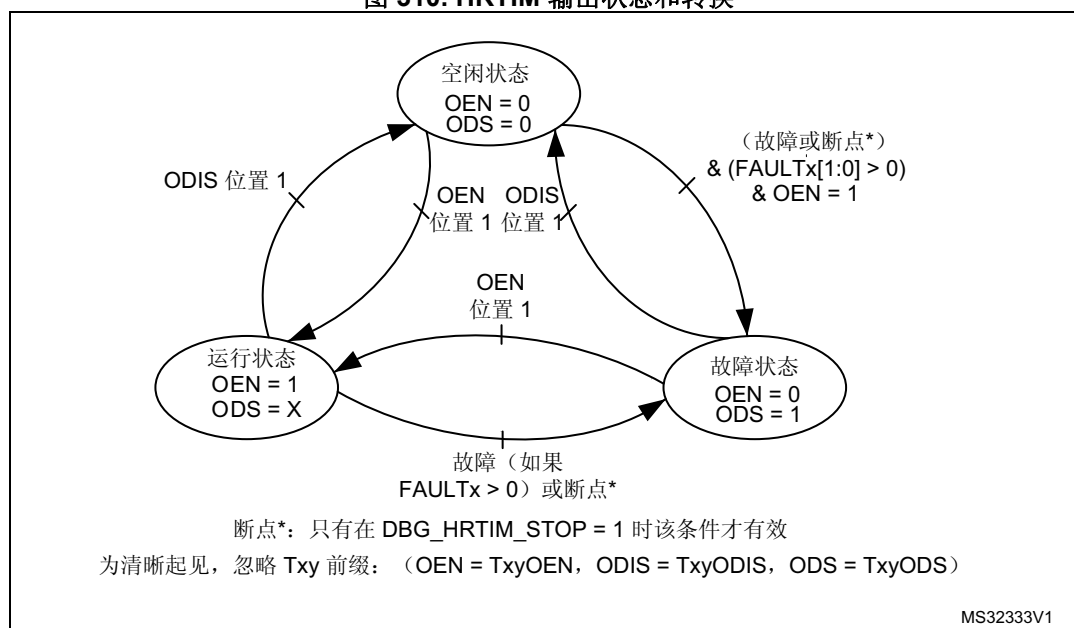 空闲状态
OEN = 0
ODS = 0
（故障或断点*）
& (FAULTx[1:0] > 0)
& OEN = 1
ODIS 位置 1
OEN
位置 1
ODIS
位置 1
OEN
位置 1
运行状态
OEN = 1
ODS = X
故障状态
OEN = 0
ODS = 1
故障（如果
FAULTx > 0）或断点*
断点*：只有在 DBG_HRTIM_STOP = 1 时该条件才有效
为清晰起见，忽略 Txy 前缀：（OEN = TxyOEN，ODIS = TxyODIS，ODS = TxyODS）
MS32333V1